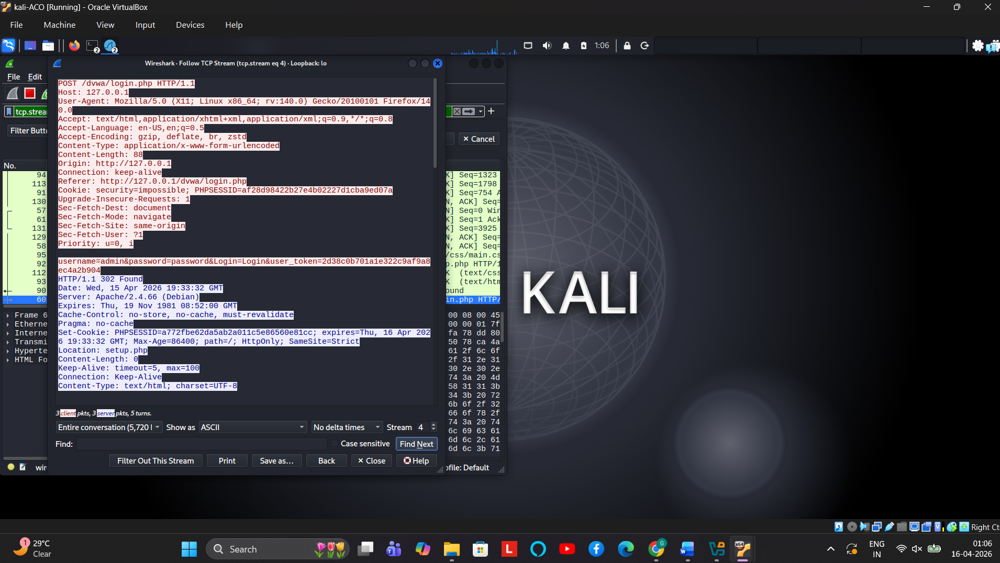 kali-ACO [Running] - Oracle VirtualBox
File Machine View Input Devices Help
2 2 1:06
Wireshark · Follow TCP Stream (tcp.stream eq 4) · Loopback: lo
File Edit
tcp.strea
Filter Butto
Cancel
No.
POST /dvwa/login.php HTTP/1.1
Host: 127.0.0.1
User-Agent: Mozilla/5.0 (X11; Linux x86_64; rv:140.0) Gecko/20100101 Firefox/14
0.0
Accept: text/html,application/xhtml+xml,application/xml;q=0.9,*/*;q=0.8
Accept-Language: en-US,en;q=0.5
Accept-Encoding: gzip, deflate, br, zstd
Content-Type: application/x-www-form-urlencoded
Content-Length: 88
Origin: http://127.0.0.1
Connection: keep-alive
Referer: http://127.0.0.1/dvwa/login.php
Cookie: security=impossible; PHPSESSID=af28d98422b27e4b02227d1cba9ed07a
Upgrade-Insecure-Requests: 1
Sec-Fetch-Dest: document
Sec-Fetch-Mode: navigate
Sec-Fetch-Site: same-origin
Sec-Fetch-User: ?1
Priority: u=0, i
username=admin&password=password&Login=Login&user_token=2d38c0b701a1e322c9af9a8
ec4a2b904
HTTP/1.1 302 Found
Date: Wed, 15 Apr 2026 19:33:32 GMT
Server: Apache/2.4.66 (Debian)
Expires: Thu, 19 Nov 1981 08:52:00 GMT
Cache-Control: no-store, no-cache, must-revalidate
Pragma: no-cache
Set-Cookie: PHPSESSID=a772fbe62da5ab2a011c5e86560e81cc; expires=Thu, 16 Apr 202
6 19:33:32 GMT; Max-Age=86400; path=/; HttpOnly; SameSite=Strict
Location: setup.php
Content-Length: 0
Keep-Alive: timeout=5, max=100
Connection: Keep-Alive
Content-Type: text/html; charset=UTF-8
3 client pkts, 3 server pkts, 5 turns.
Entire conversation (5,720 Show as ASCII No delta times Stream 4
Find: Case sensitive Find Next
Filter Out This Stream Print Save as… Back Close Help
94
113
91
130
57
61
131
129
58
95
92
112
93
90
60
K] Seq=1323
K] Seq=1798
K] Seq=754 A
N, ACK] Seq=
N] Seq=0 Win
K] Seq=1 Ack
K] Seq=3925
N, ACK] Seq=
N, ACK] Seq=
/css/main.cs
p.php HTTP/1
K (text/css
K (text/htm
ound
in.php HTTP/
Frame 6
Etherne
Interne
Transmi
Hyperte
HTML Fo
00 08 00 45
00 00 01 7f
fa 78 dd 80
50 78 ca 4a
61 2f 6c 6f
2f 31 2e 31
30 2e 30 2e
74 3a 20 4d
58 31 31 3b
34 3b 20 72
6b 6f 2f 32
66 6f 78 2f
74 3a 20 74
6c 69 63 61
6d 6c 2c 61
6d 6c 3b 71
wir
ofile: Default
KALI
Right Ct
1
29°C
Clear
Search
ENG
IN
01:06
16-04-2026